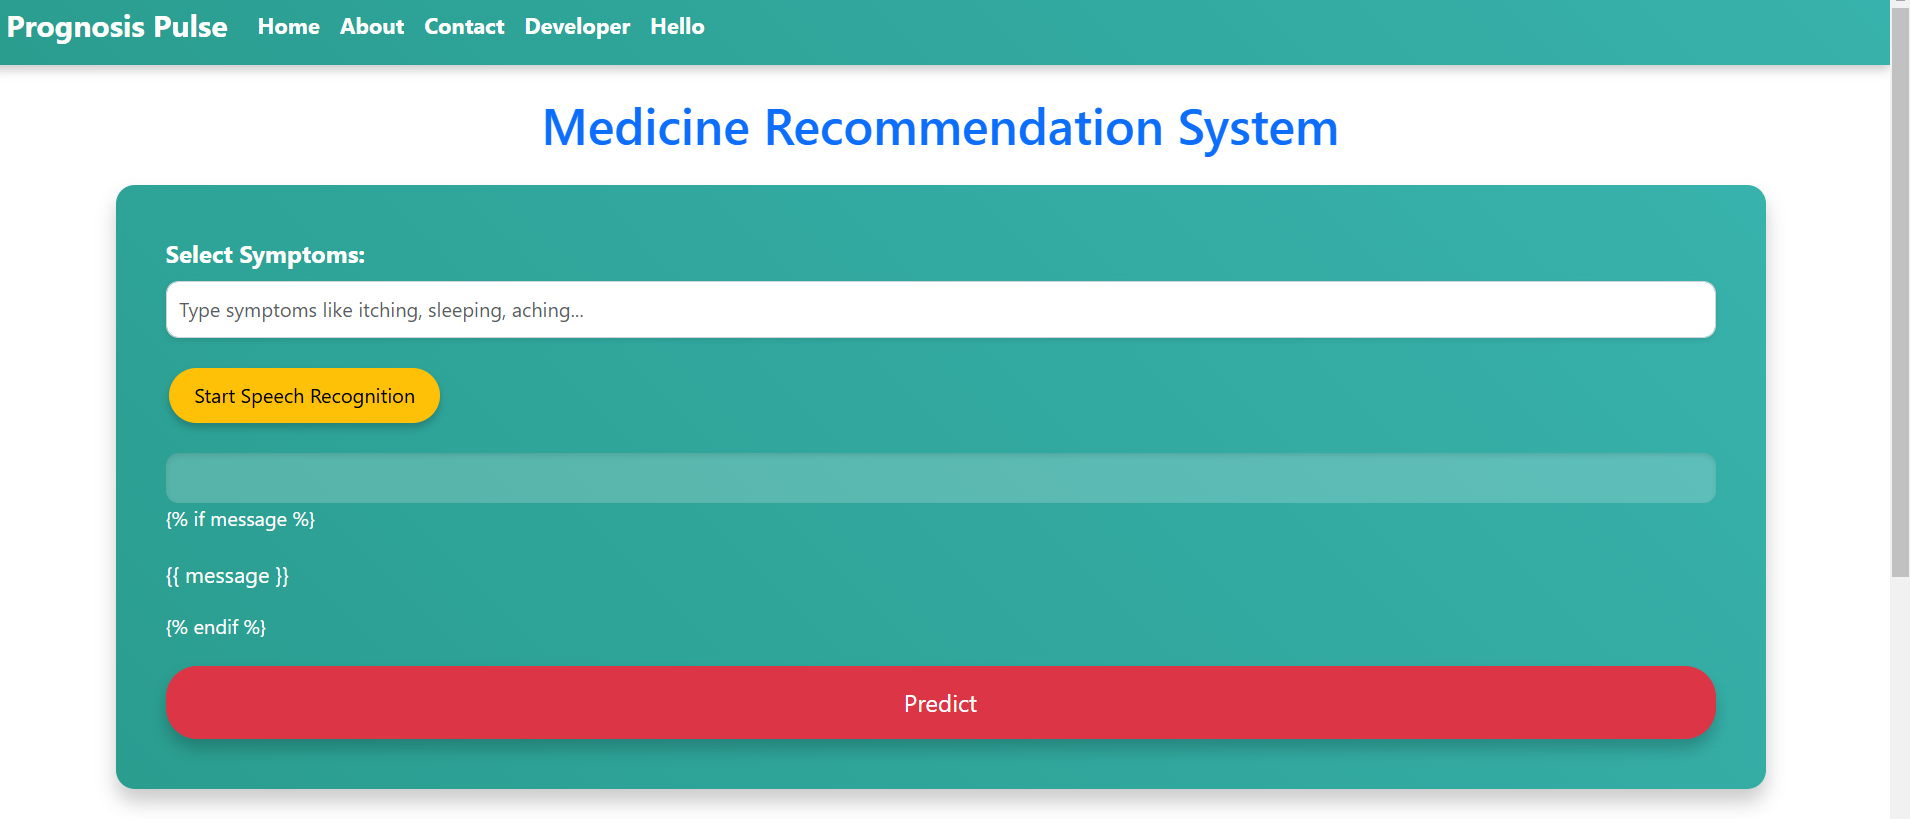 Prognosis Pulse Home About Contact Developer Hello
Medicine Recommendation System
Select Symptoms:
Type symptoms like itching, sleeping, aching...
Start Speech Recognition
{% if message %}
{{ message }}
{% endif %}
Predict